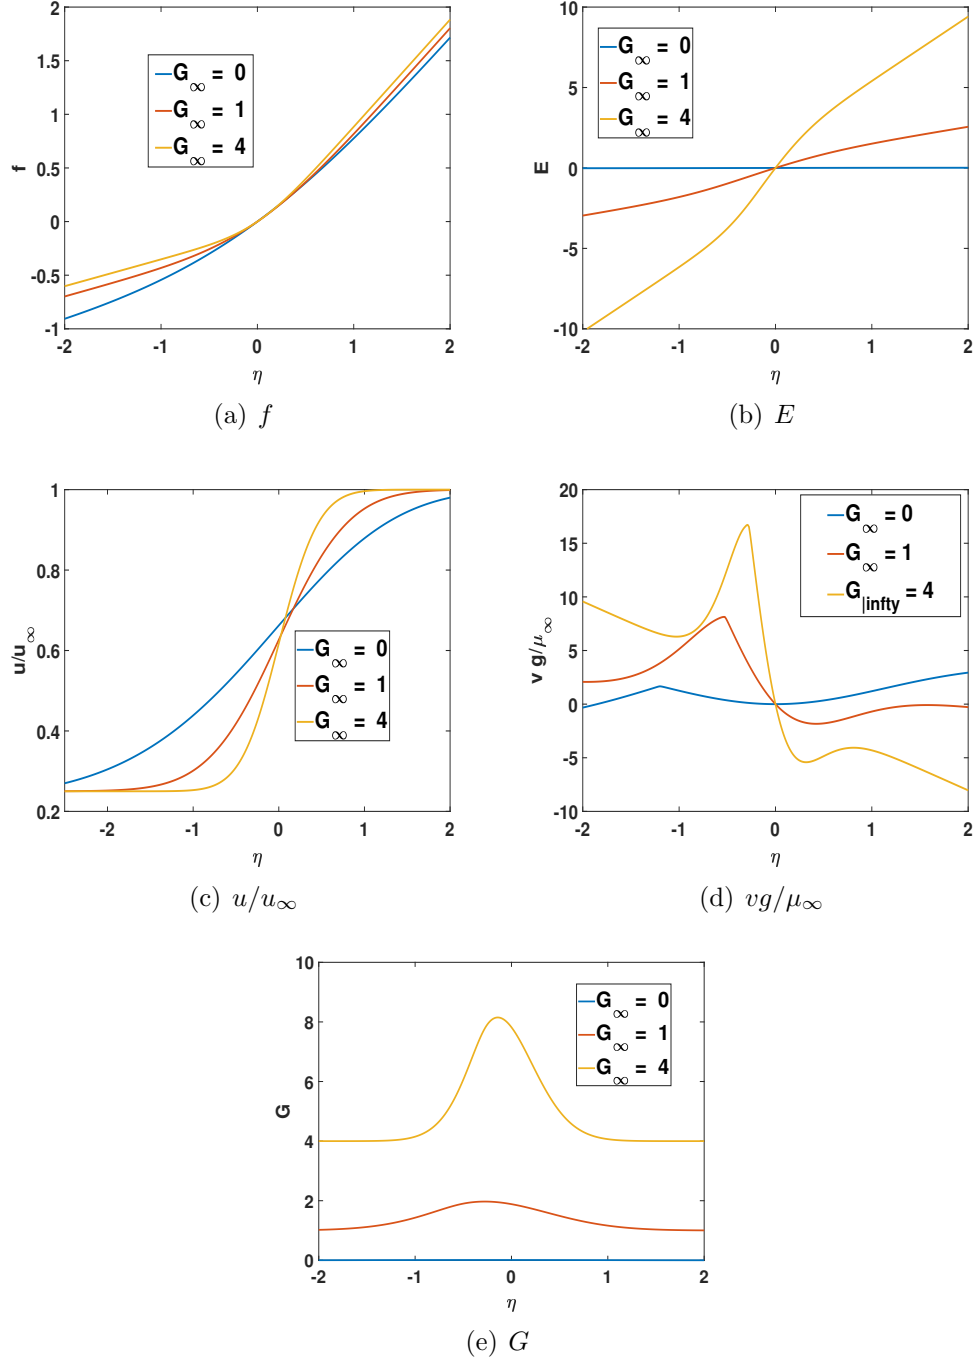 2
1.5
1
0.5
0
-0.5
-1
f
G∞ = 0
G∞ = 1
G∞ = 4
-2 -1 0 1 2
η
(a) f
10
5
0
-5
-10
E
G∞ = 0
G∞ = 1
G∞ = 4
-2 -1 0 1 2
η
(b) E
1
0.8
0.6
0.4
0.2
u/u∞
G∞ = 0
G∞ = 1
G∞ = 4
-2 -1 0 1 2
η
(c) u/u∞
20
15
10
5
0
-5
-10
v g/μ∞
G∞ = 0
G∞ = 1
G|infty = 4
-2 -1 0 1 2
η
(d) vg/μ∞
10
8
6
4
2
0
G
G∞ = 0
G∞ = 1
G∞ = 4
-2 -1 0 1 2
η
(e) G